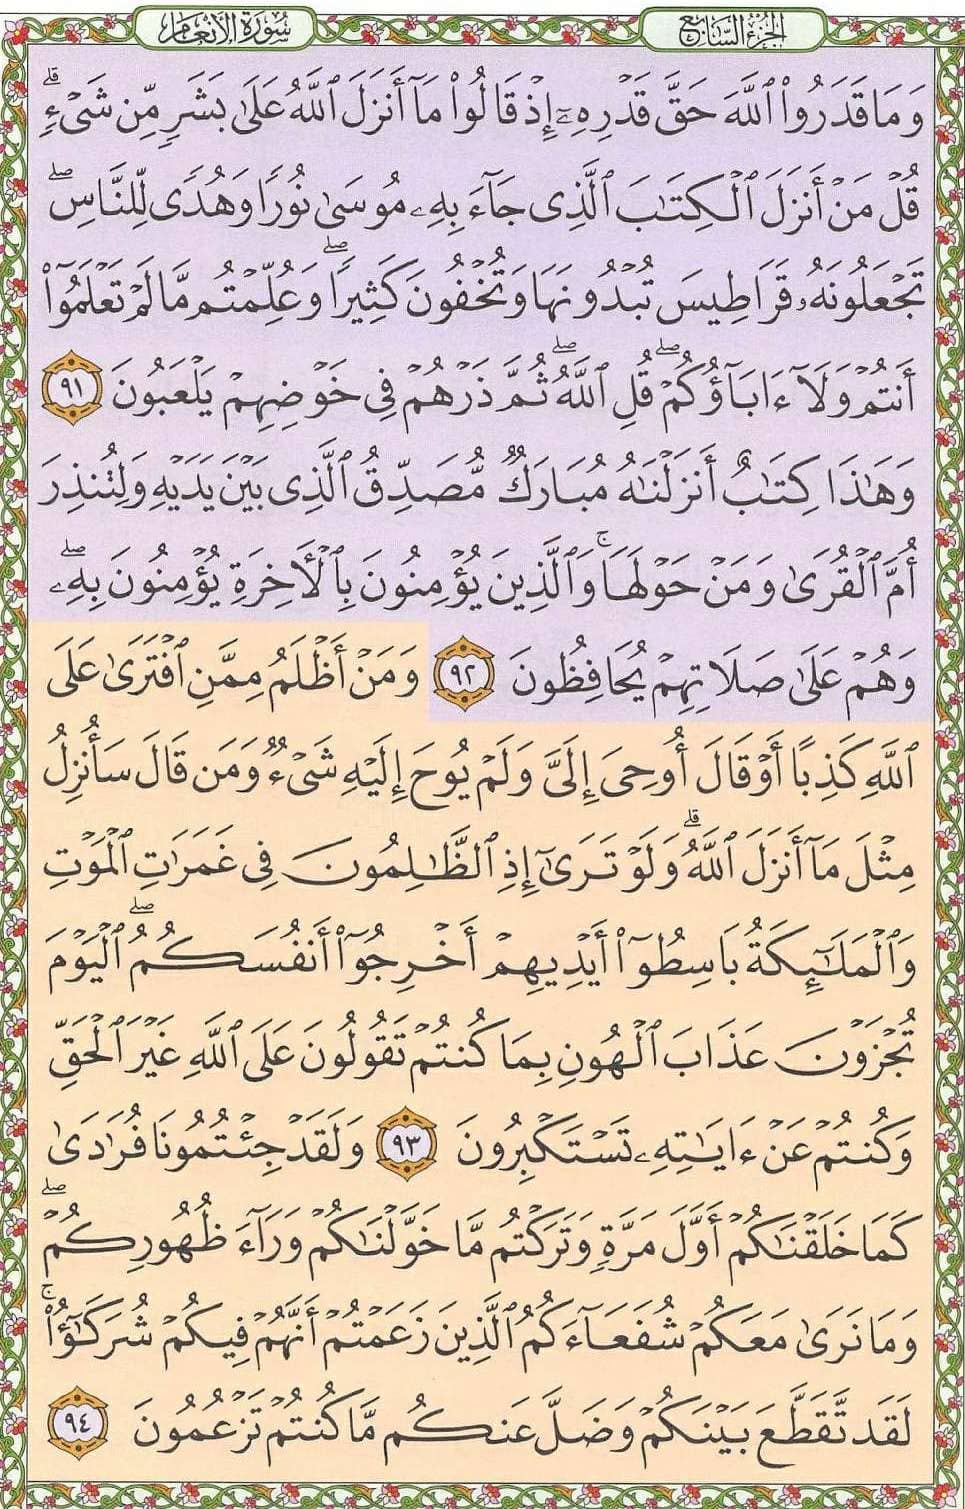 الجزء السابع
سورة الأنعام
وَمَا قَدَرُوا۟ ٱللَّهَ حَقَّ قَدْرِهِۦٓ إِذْ قَالُوا۟ مَآ أَنزَلَ ٱللَّهُ عَلَىٰ بَشَرٍ مِّن شَىْءٍ ۗ
قُلْ مَنْ أَنزَلَ ٱلْكِتَٰبَ ٱلَّذِى جَآءَ بِهِۦ مُوسَىٰ نُورًا وَهُدًى لِّلنَّاسِ ۖ
تَجْعَلُونَهُۥ قَرَاطِيسَ تُبْدُونَهَا وَتُخْفُونَ كَثِيرًا ۖ وَعُلِّمْتُم مَّا لَمْ تَعْلَمُوٓا۟
أَنتُمْ وَلَآ ءَابَآؤُكُمْ ۖ قُلِ ٱللَّهُ ۖ ثُمَّ ذَرْهُمْ فِى خَوْضِهِمْ يَلْعَبُونَ ٩١
وَهَٰذَا كِتَٰبٌ أَنزَلْنَٰهُ مُبَارَكٌ مُّصَدِّقُ ٱلَّذِى بَيْنَ يَدَيْهِ وَلِتُنذِرَ
أُمَّ ٱلْقُرَىٰ وَمَنْ حَوْلَهَا ۚ وَٱلَّذِينَ يُؤْمِنُونَ بِٱلْءَاخِرَةِ يُؤْمِنُونَ بِهِۦ ۖ
وَهُمْ عَلَىٰ صَلَاتِهِمْ يُحَافِظُونَ ٩٢ وَمَنْ أَظْلَمُ مِمَّنِ ٱفْتَرَىٰ عَلَى
ٱللَّهِ كَذِبًا أَوْ قَالَ أُوحِىَ إِلَىَّ وَلَمْ يُوحَ إِلَيْهِ شَىْءٌ وَمَن قَالَ سَأُنزِلُ
مِثْلَ مَآ أَنزَلَ ٱللَّهُ ۗ وَلَوْ تَرَىٰٓ إِذِ ٱلظَّٰلِمُونَ فِى غَمَرَٰتِ ٱلْمَوْتِ
وَٱلْمَلَٰٓئِكَةُ بَاسِطُوٓا۟ أَيْدِيهِمْ أَخْرِجُوٓا۟ أَنفُسَكُمُ ۖ ٱلْيَوْمَ
تُجْزَوْنَ عَذَابَ ٱلْهُونِ بِمَا كُنتُمْ تَقُولُونَ عَلَى ٱللَّهِ غَيْرَ ٱلْحَقِّ
وَكُنتُمْ عَنْ ءَايَٰتِهِۦ تَسْتَكْبِرُونَ ٩٣ وَلَقَدْ جِئْتُمُونَا فُرَٰدَىٰ
كَمَا خَلَقْنَٰكُمْ أَوَّلَ مَرَّةٍ وَتَرَكْتُم مَّا خَوَّلْنَٰكُمْ وَرَآءَ ظُهُورِكُمْ ۖ
وَمَا نَرَىٰ مَعَكُمْ شُفَعَآءَكُمُ ٱلَّذِينَ زَعَمْتُمْ أَنَّهُمْ فِيكُمْ شُرَكَٰٓؤُا۟ ۚ
لَقَد تَّقَطَّعَ بَيْنَكُمْ وَضَلَّ عَنكُم مَّا كُنتُمْ تَزْعُمُونَ ٩٤